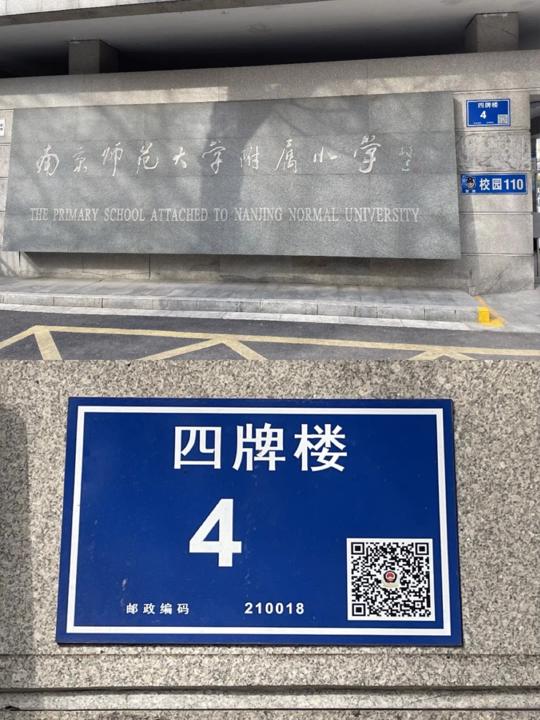 南京师范大学附属小学
THE PRIMARY SCHOOL ATTACHED TO NANJING NORMAL UNIVERSITY
四牌楼
4
校园110
四牌楼
4
邮政编码 210018